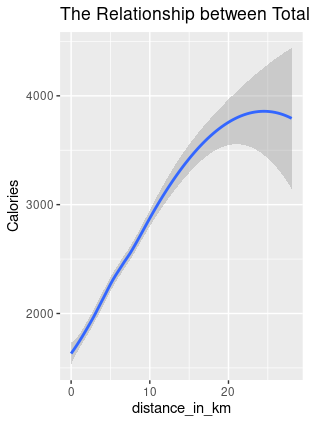 The Relationship between Total
4000
3000
2000
Calories
0 10 20
distance_in_km